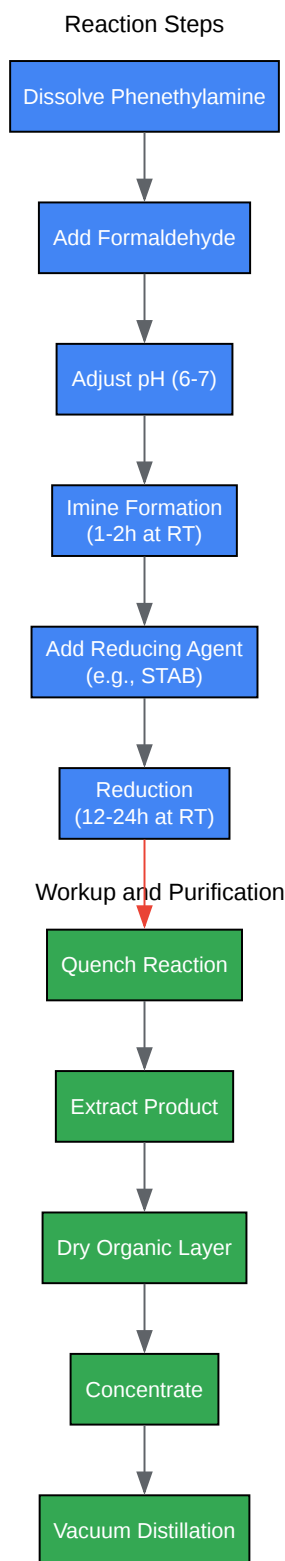 Reaction Steps
Dissolve Phenethylamine
Add Formaldehyde
Adjust pH (6-7)
Imine Formation
(1-2h at RT)
Add Reducing Agent
(e.g., STAB)
Reduction
(12-24h at RT)
Workup and Purification
Quench Reaction
Extract Product
Dry Organic Layer
Concentrate
Vacuum Distillation